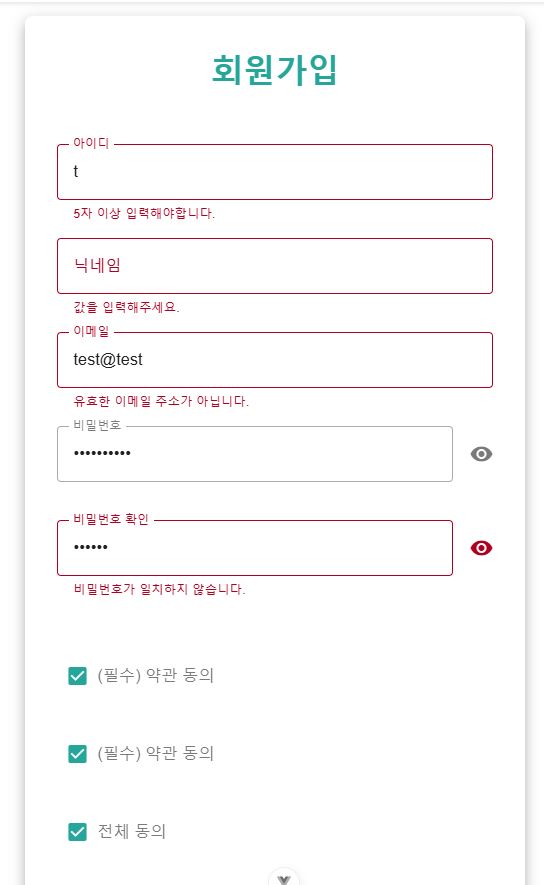 회원가입
아이디
t
5자 이상 입력해야합니다.
닉네임
값을 입력해주세요.
이메일
test@test
유효한 이메일 주소가 아닙니다.
비밀번호
••••••••••
비밀번호 확인
••••••
비밀번호가 일치하지 않습니다.
(필수) 약관 동의
(필수) 약관 동의
전체 동의